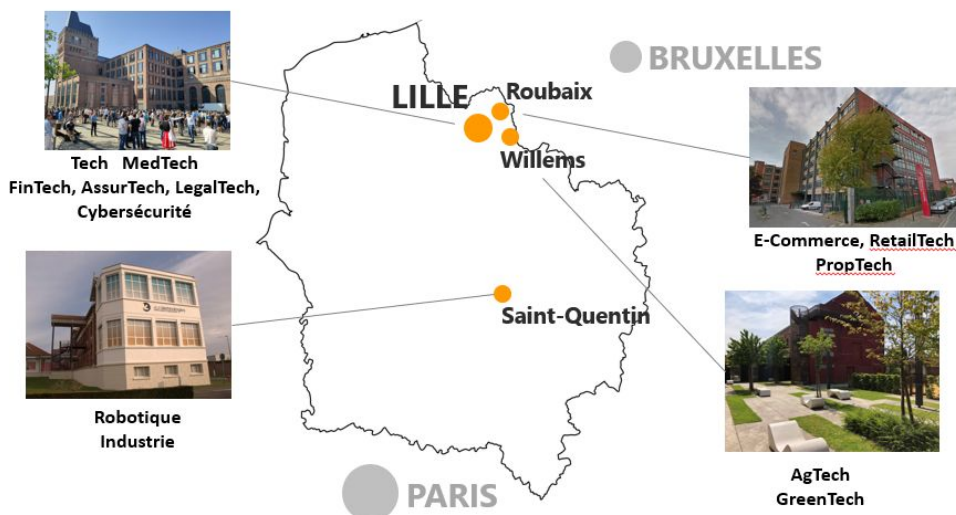 BRUXELLES
LILLE
Roubaix
Willems
Tech MedTech
FinTech, AssurTech, LegalTech,
Cybersécurité
E-Commerce, RetailTech
PropTech
Saint-Quentin
Robotique
Industrie
AgTech
GreenTech
PARIS